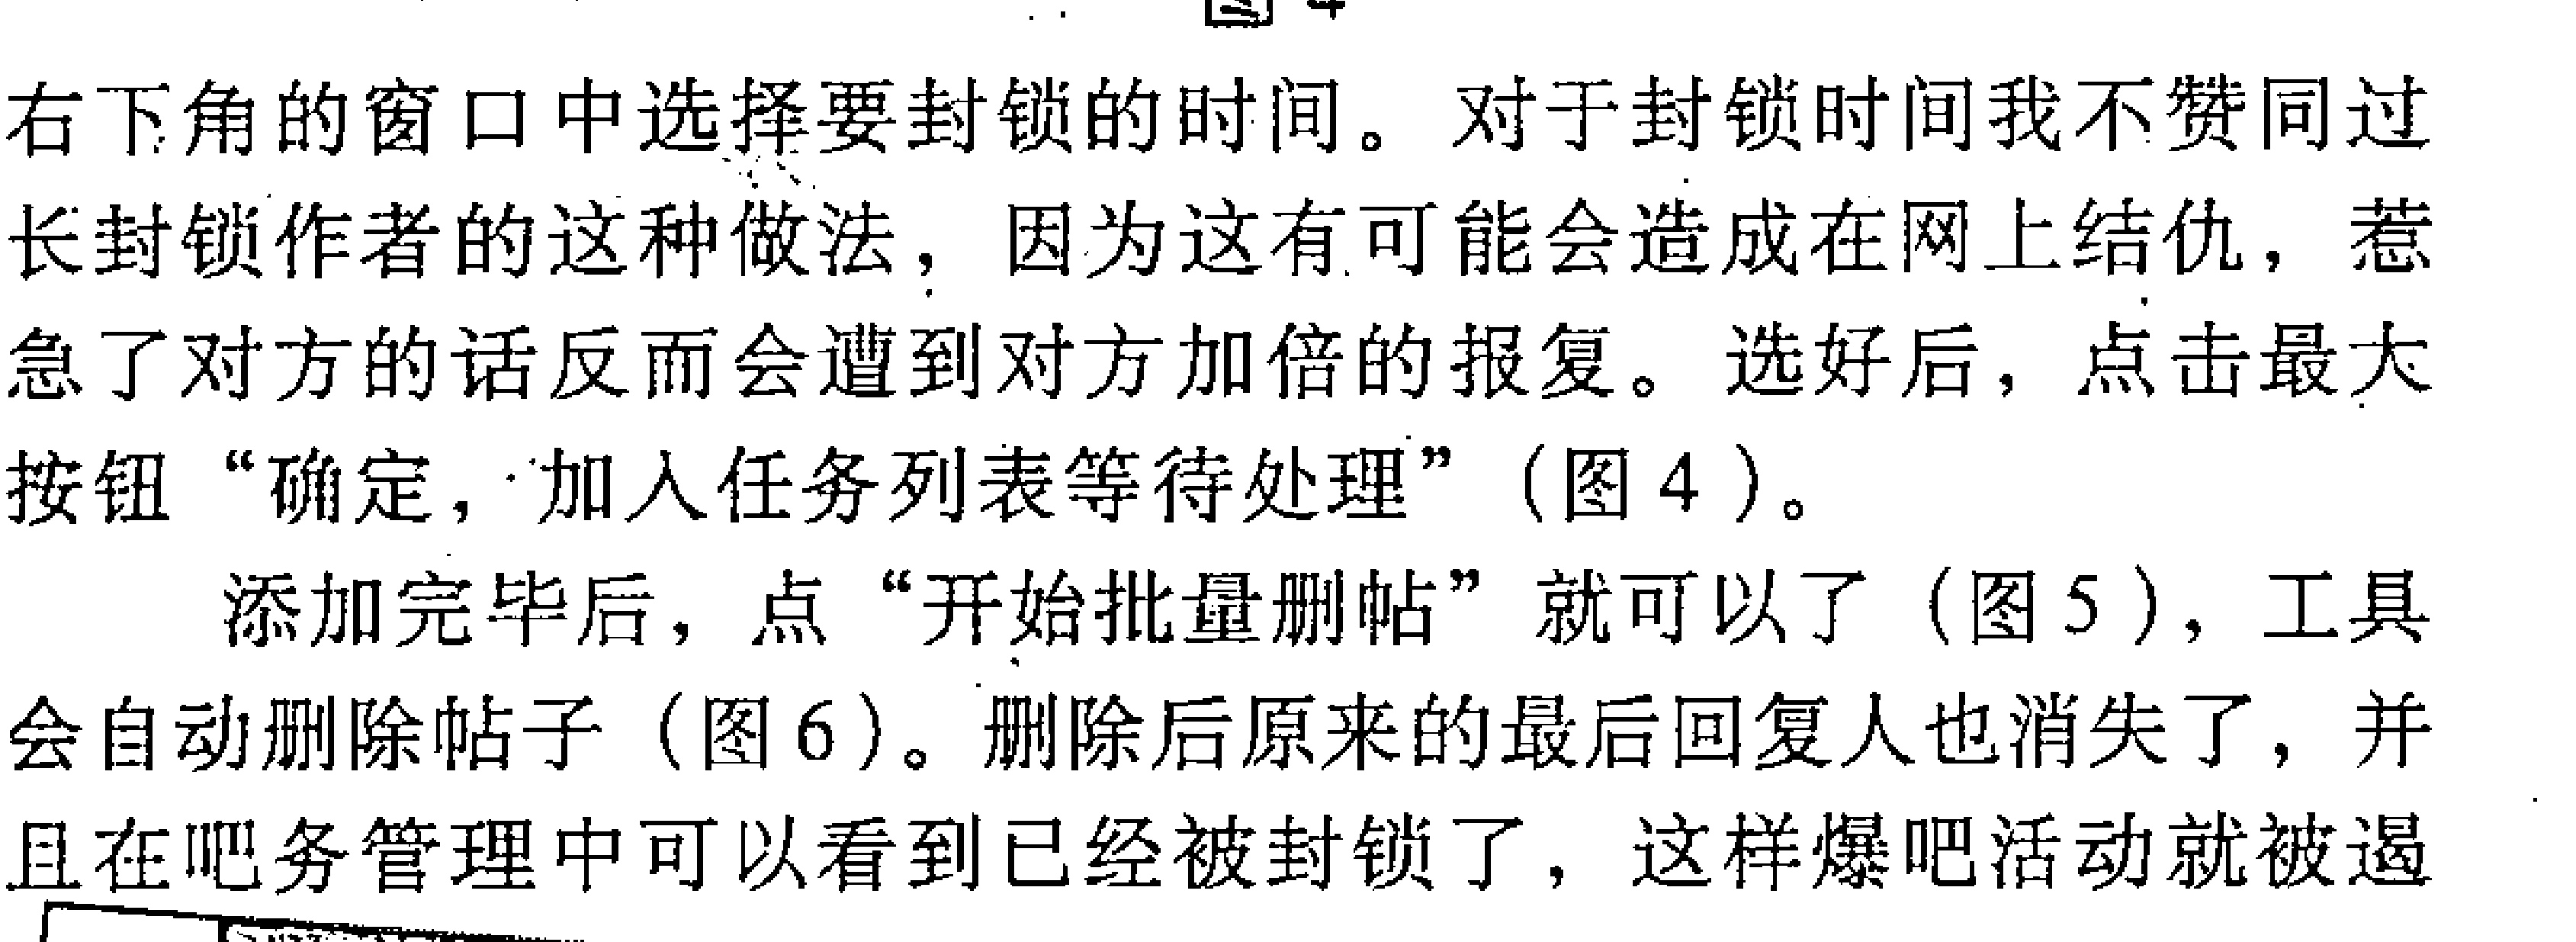 图 4
右下角的窗口中选择要封锁的时间。对于封锁时间我不赞同过
长封锁作者的这种做法，因为这有可能会造成在网上结仇，惹
急了对方的话反而会遭到对方加倍的报复。选好后，点击最大
按钮“确定，加入任务列表等待处理”（图 4）。
添加完毕后，点“开始批量删帖”就可以了（图 5），工具
会自动删除帖子（图 6）。删除后原来的最后回复人也消失了，并
且在吧务管理中可以看到已经被封锁了，这样爆吧活动就被遏